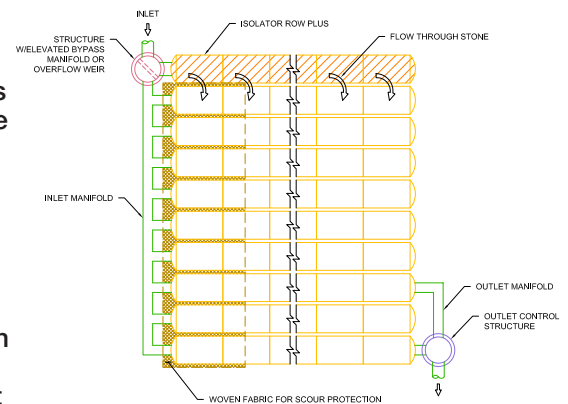 INLET
ISOLATOR ROW PLUS
STRUCTURE
W/ELEVATED BYPASS
MANIFOLD OR
OVERFLOW WEIR
FLOW THROUGH STONE
s
e
INLET MANIFOLD
OUTLET MANIFOLD
OUTLET CONTROL
STRUCTURE
n
WOVEN FABRIC FOR SCOUR PROTECTION